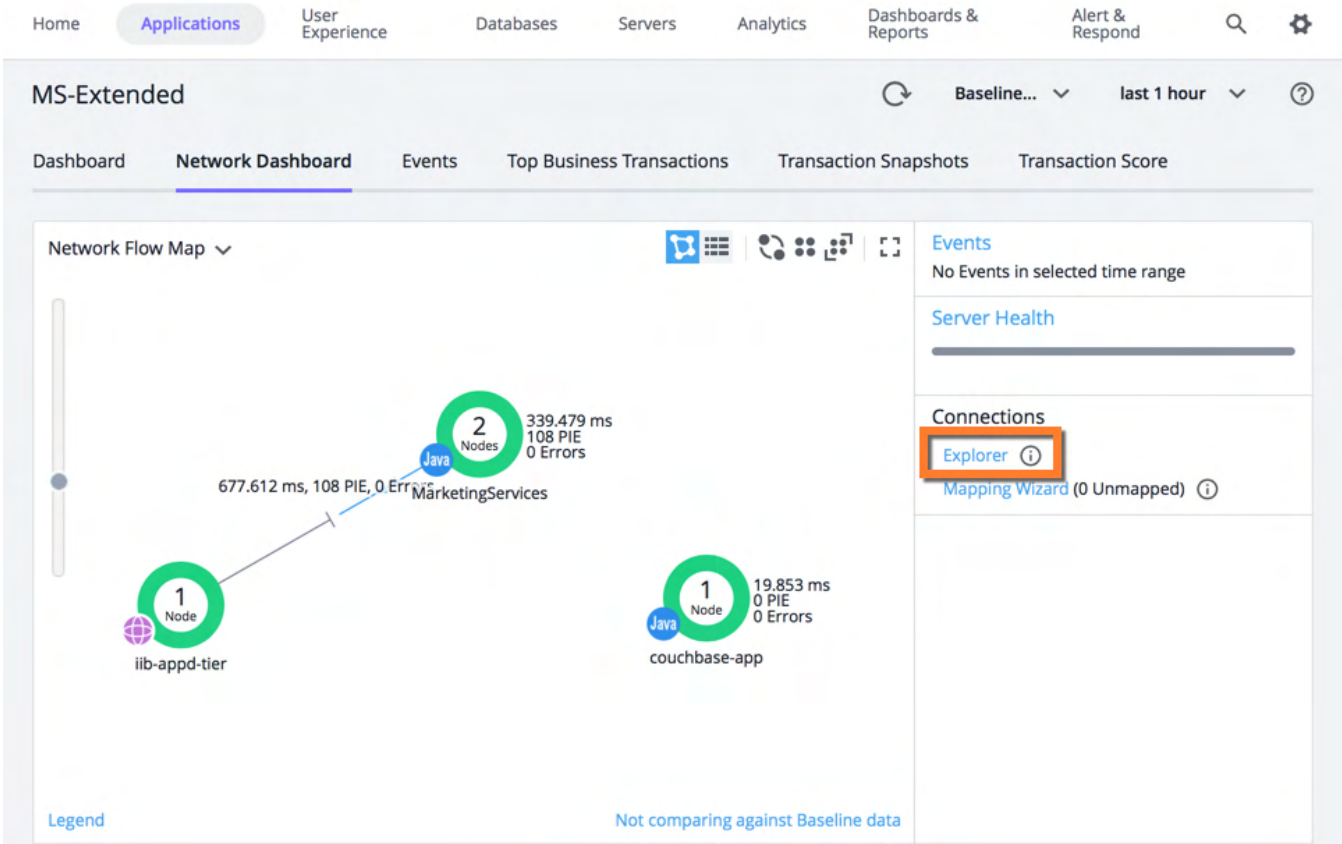 Home
Applications
User
Experience
Databases
Servers
Analytics
Dashboards &
Reports
Alert &
Respond
MS-Extended
Baseline...
last 1 hour
Dashboard
Network Dashboard
Events
Top Business Transactions
Transaction Snapshots
Transaction Score
Network Flow Map
Events
No Events in selected time range
Server Health
Connections
Explorer
Mapping Wizard (0 Unmapped)
2
Nodes
Java
339.479 ms
108 PIE
0 Errors
677.612 ms, 108 PIE, 0 Errors
MarketingServices
1
Node
iib-appd-tier
1
Node
Java
19.853 ms
0 PIE
0 Errors
couchbase-app
Legend
Not comparing against Baseline data